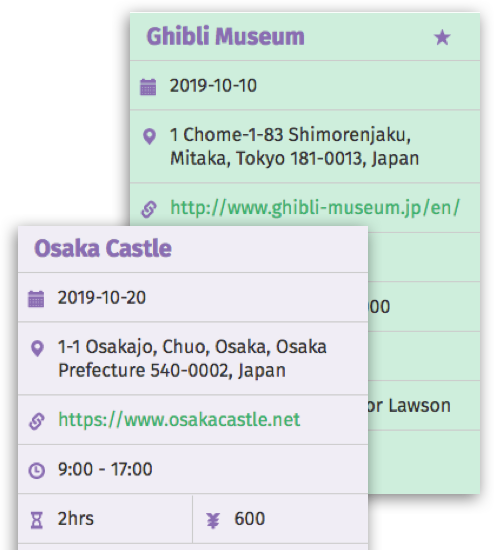 Ghibli Museum
2019-10-10
1 Chome-1-83 Shimorenjaku,
Mitaka, Tokyo 181-0013, Japan
http://www.ghibli-museum.jp/en/
00
or Lawson
Osaka Castle
2019-10-20
1-1 Osakajo, Chuo, Osaka, Osaka
Prefecture 540-0002, Japan
https://www.osakacastle.net
9:00 - 17:00
2hrs ¥ 600